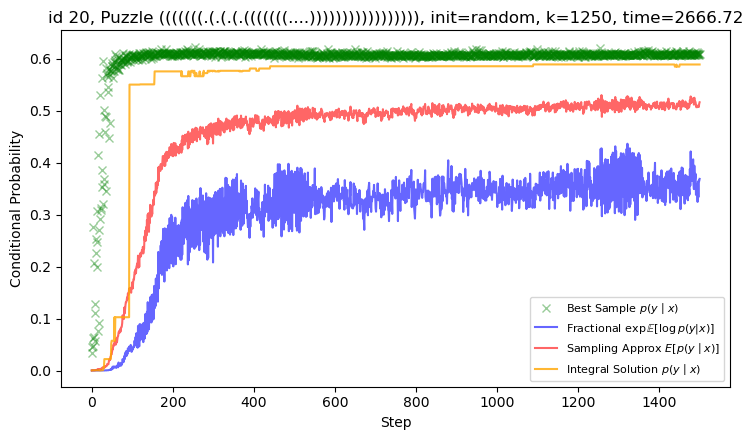 id 20, Puzzle (((((((.(.(.(.(((((((....))))))))))))))))), init=random, k=1250, time=2666.72
Conditional Probability
0.6
0.5
0.4
0.3
0.2
0.1
0.0
Best Sample p(y | x)
Fractional exp𝔼[log p(y|x)]
Sampling Approx E[p(y | x)]
Integral Solution p(y | x)
0 200 400 600 800 1000 1200 1400
Step